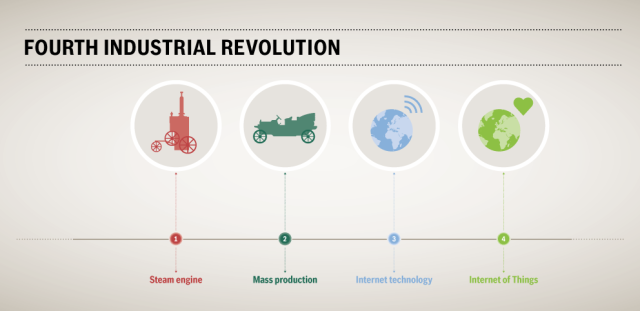 FOURTH INDUSTRIAL REVOLUTION
1
2
3
4
Steam engine
Mass production
Internet technology
Internet of Things